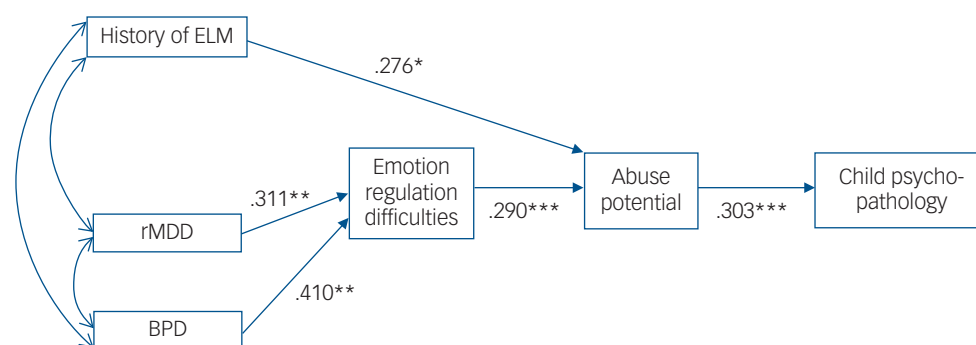 History of ELM
.276*
Emotion
regulation
difficulties
Abuse
potential
Child psycho-
pathology
.311**
.290***
.303***
rMDD
.410**
BPD